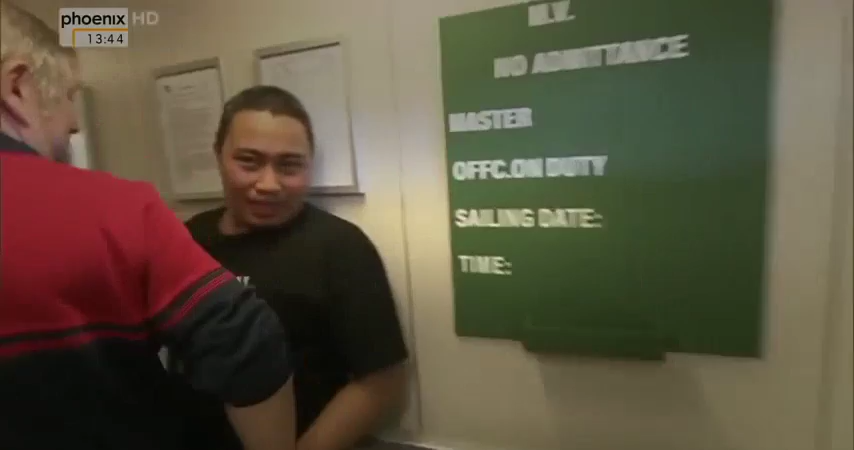 phoenix HD
13:44
M.V.
NO ADMITTANCE
MASTER
OFFC.ON DUTY
SAILING DATE:
TIME: